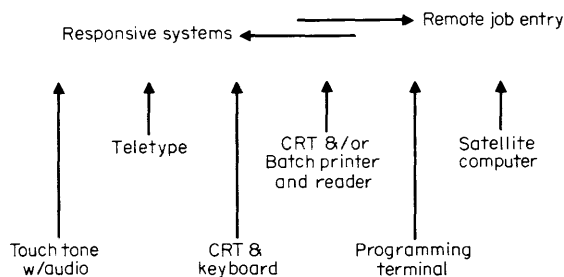 Remote job entry
Responsive systems
Teletype
CRT &/or
Batch printer
and reader
Satellite
computer
Touch tone
w/audio
CRT &
keyboard
Programming
terminal